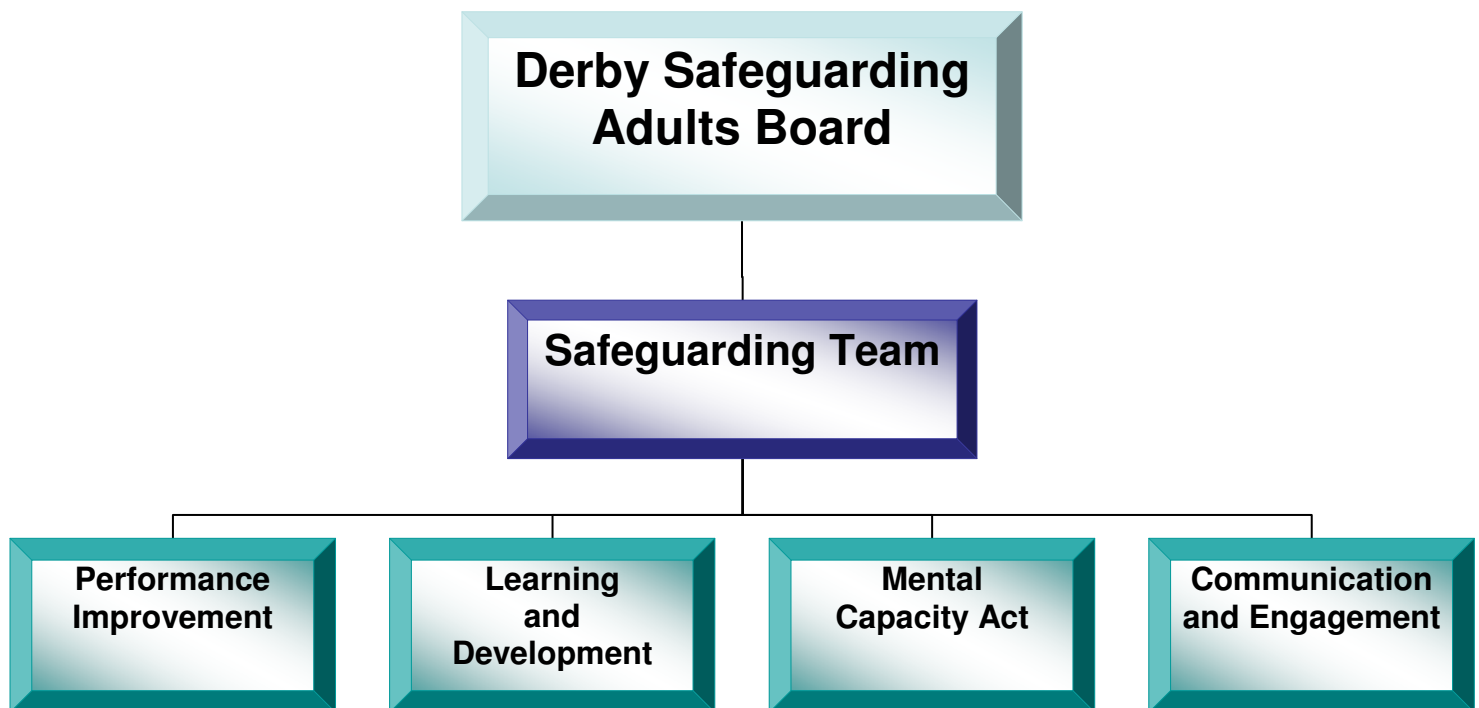 Derby Safeguarding
Adults Board
Safeguarding Team
Performance
Improvement
Learning
and
Development
Mental
Capacity Act
Communication
and Engagement